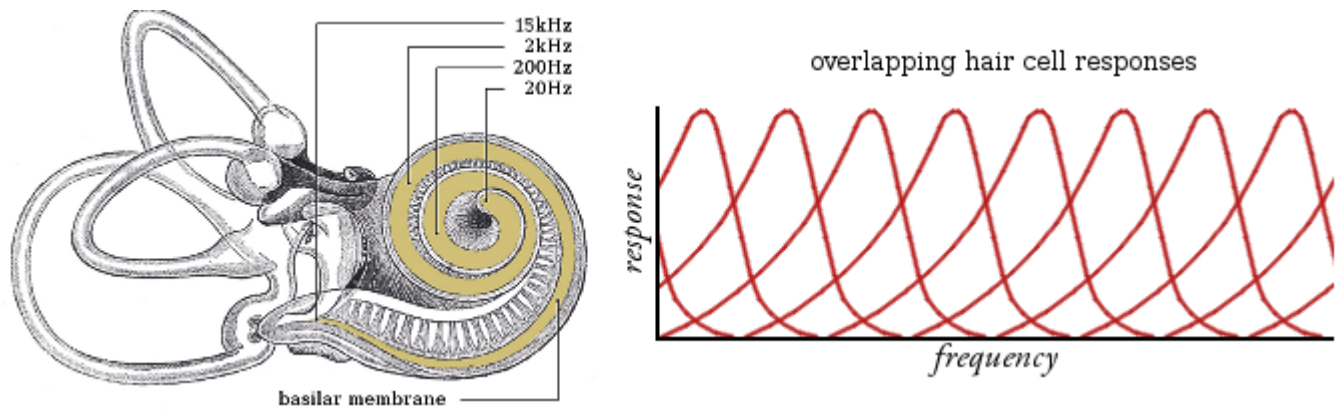 15kHz
2kHz
200Hz
20Hz
basilar membrane
overlapping hair cell responses
response
frequency